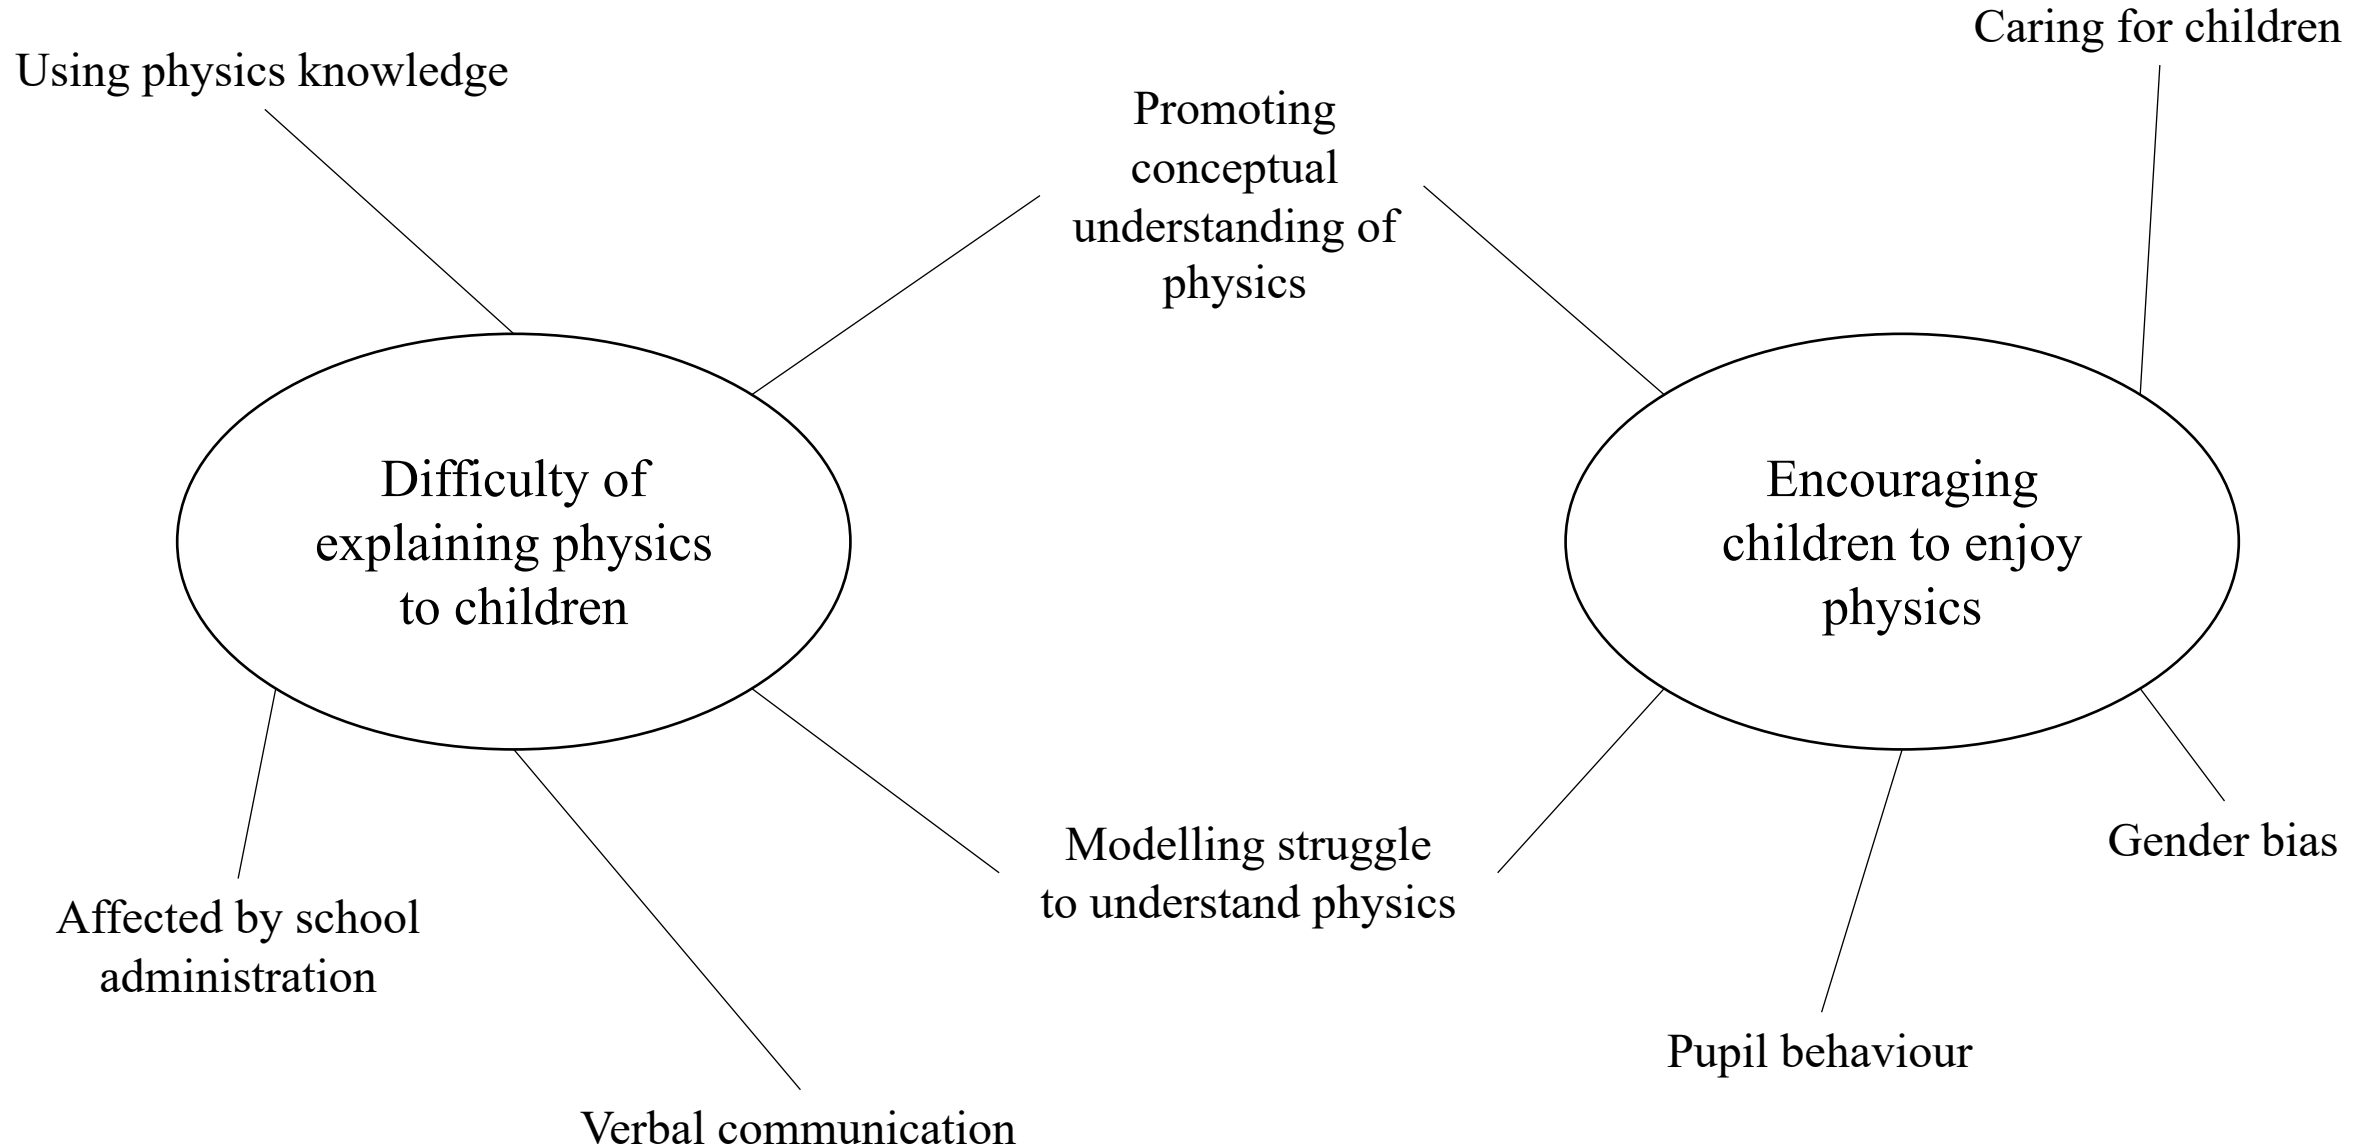 Caring for children
Using physics knowledge
Promoting
conceptual
understanding of
physics
Difficulty of
explaining physics
to children
Encouraging
children to enjoy
physics
Modelling struggle
to understand physics
Gender bias
Affected by school
administration
Pupil behaviour
Verbal communication